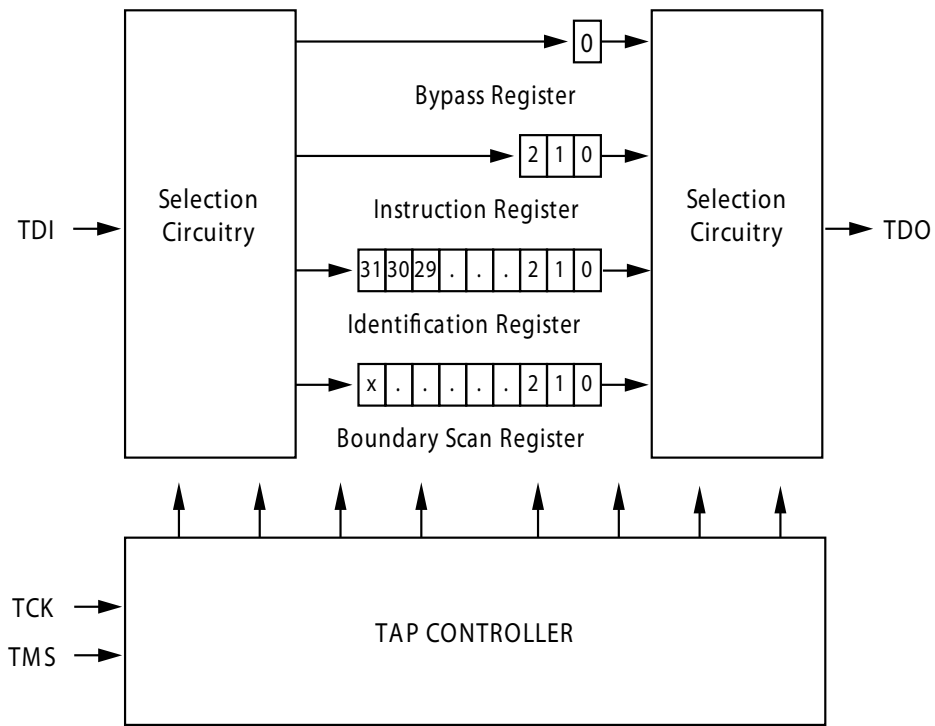 0
Bypass Register
2 1 0
Instruction Register
Selection
Circuitry
Selection
Circuitry
TDI
TDO
31 30 29 . . . 2 1 0
Identification Register
x . . . . . 2 1 0
Boundary Scan Register
TCK
TMS
TAP CONTROLLER